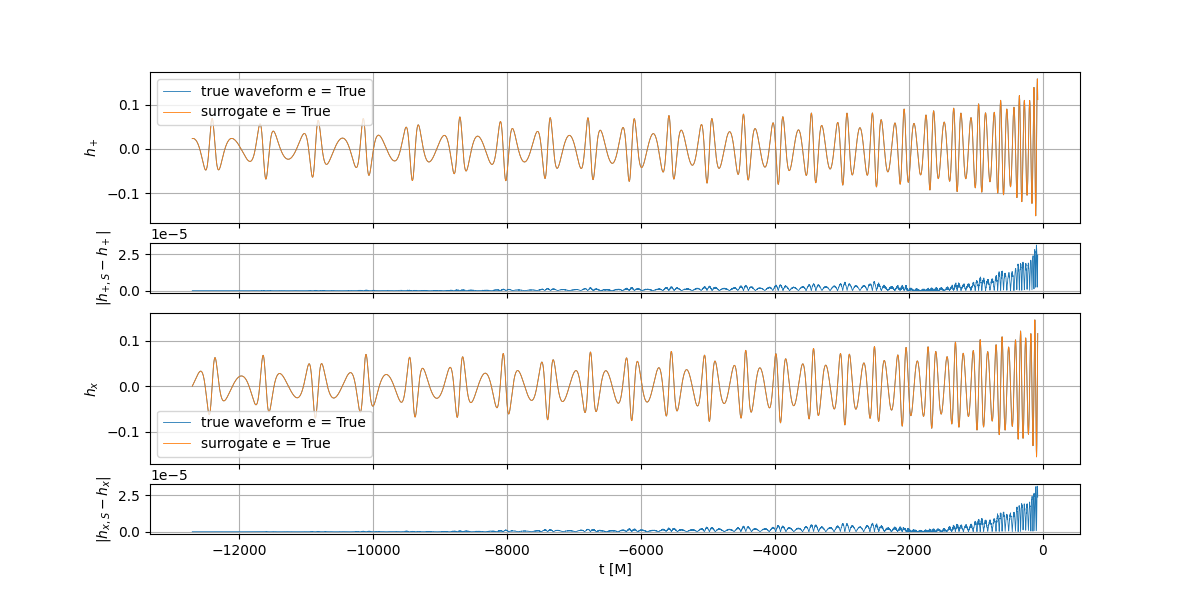 true waveform e = True
surrogate e = True
0.1
0.0
−0.1
h₊
1e−5
2.5
0.0
|h₊,S − h₊|
0.1
0.0
−0.1
hₓ
true waveform e = True
surrogate e = True
1e−5
2.5
0.0
|hₓ,S − hₓ|
−12000 −10000 −8000 −6000 −4000 −2000 0
t [M]